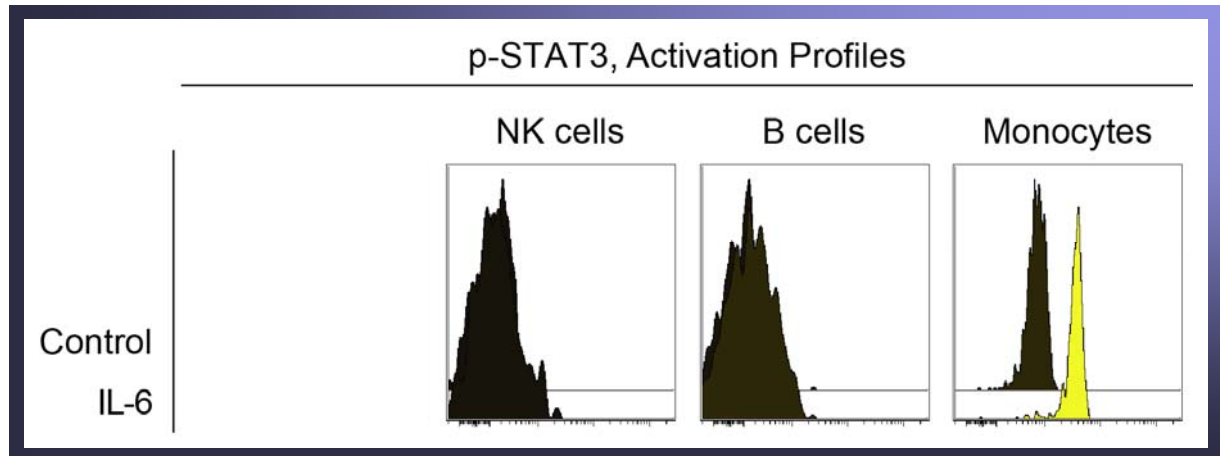 p-STAT3, Activation Profiles
NK cells
B cells
Monocytes
Control
IL-6